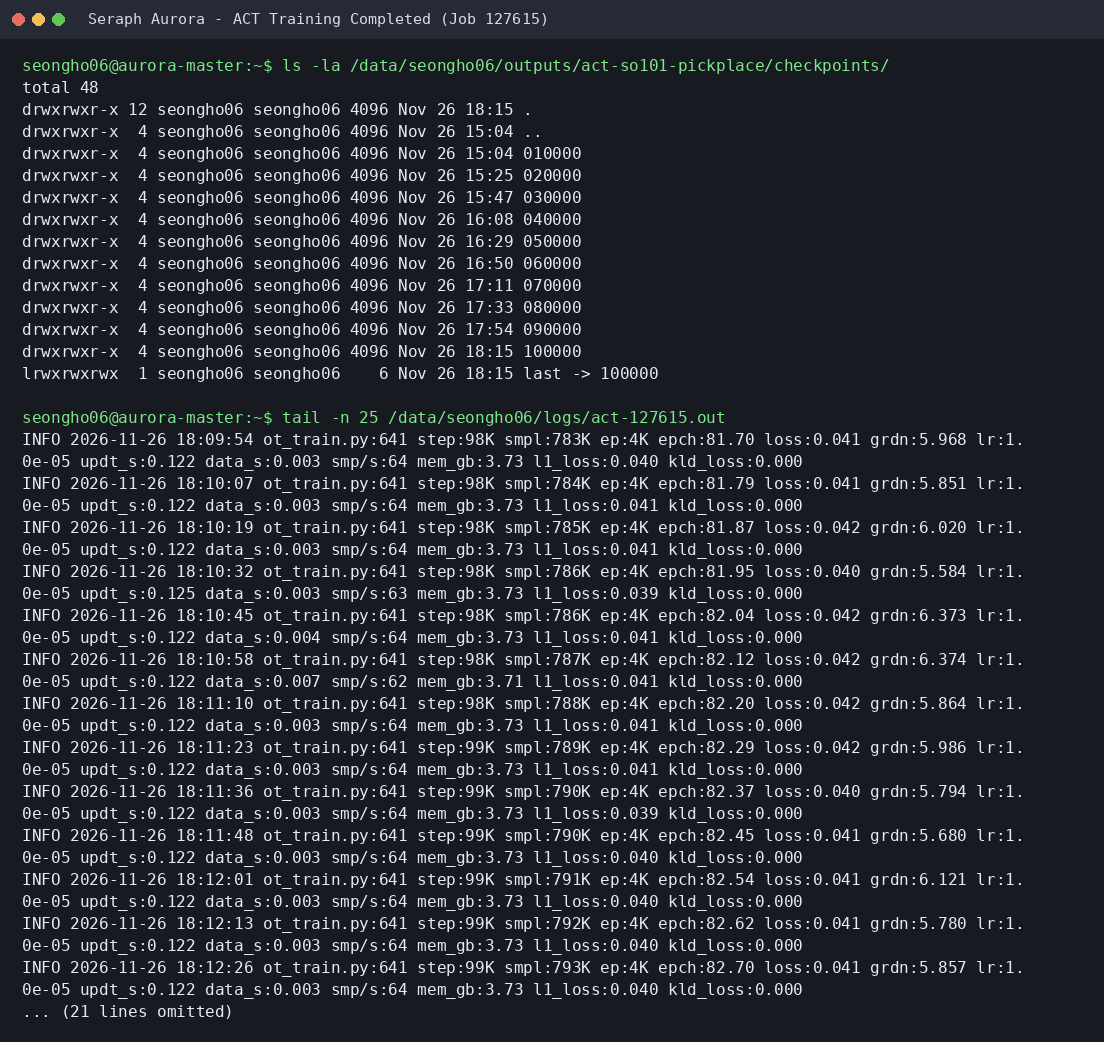 Seraph Aurora - ACT Training Completed (Job 127615)
seongho06@aurora-master:~$ ls -la /data/seongho06/outputs/act-so101-pickplace/checkpoints/
total 48
drwxrwxr-x 12 seongho06 seongho06 4096 Nov 26 18:15 .
drwxrwxr-x  4 seongho06 seongho06 4096 Nov 26 15:04 ..
drwxrwxr-x  4 seongho06 seongho06 4096 Nov 26 15:04 010000
drwxrwxr-x  4 seongho06 seongho06 4096 Nov 26 15:25 020000
drwxrwxr-x  4 seongho06 seongho06 4096 Nov 26 15:47 030000
drwxrwxr-x  4 seongho06 seongho06 4096 Nov 26 16:08 040000
drwxrwxr-x  4 seongho06 seongho06 4096 Nov 26 16:29 050000
drwxrwxr-x  4 seongho06 seongho06 4096 Nov 26 16:50 060000
drwxrwxr-x  4 seongho06 seongho06 4096 Nov 26 17:11 070000
drwxrwxr-x  4 seongho06 seongho06 4096 Nov 26 17:33 080000
drwxrwxr-x  4 seongho06 seongho06 4096 Nov 26 17:54 090000
drwxrwxr-x  4 seongho06 seongho06 4096 Nov 26 18:15 100000
lrwxrwxrwx  1 seongho06 seongho06    6 Nov 26 18:15 last -> 100000
seongho06@aurora-master:~$ tail -n 25 /data/seongho06/logs/act-127615.out
INFO 2026-11-26 18:09:54 ot_train.py:641 step:98K smpl:783K ep:4K epch:81.70 loss:0.041 grdn:5.968 lr:1.
0e-05 updt_s:0.122 data_s:0.003 smp/s:64 mem_gb:3.73 l1_loss:0.040 kld_loss:0.000
INFO 2026-11-26 18:10:07 ot_train.py:641 step:98K smpl:784K ep:4K epch:81.79 loss:0.041 grdn:5.851 lr:1.
0e-05 updt_s:0.122 data_s:0.003 smp/s:64 mem_gb:3.73 l1_loss:0.041 kld_loss:0.000
INFO 2026-11-26 18:10:19 ot_train.py:641 step:98K smpl:785K ep:4K epch:81.87 loss:0.042 grdn:6.020 lr:1.
0e-05 updt_s:0.122 data_s:0.003 smp/s:64 mem_gb:3.73 l1_loss:0.041 kld_loss:0.000
INFO 2026-11-26 18:10:32 ot_train.py:641 step:98K smpl:786K ep:4K epch:81.95 loss:0.040 grdn:5.584 lr:1.
0e-05 updt_s:0.125 data_s:0.003 smp/s:63 mem_gb:3.73 l1_loss:0.039 kld_loss:0.000
INFO 2026-11-26 18:10:45 ot_train.py:641 step:98K smpl:786K ep:4K epch:82.04 loss:0.042 grdn:6.373 lr:1.
0e-05 updt_s:0.122 data_s:0.004 smp/s:64 mem_gb:3.73 l1_loss:0.041 kld_loss:0.000
INFO 2026-11-26 18:10:58 ot_train.py:641 step:98K smpl:787K ep:4K epch:82.12 loss:0.042 grdn:6.374 lr:1.
0e-05 updt_s:0.122 data_s:0.007 smp/s:62 mem_gb:3.71 l1_loss:0.041 kld_loss:0.000
INFO 2026-11-26 18:11:10 ot_train.py:641 step:98K smpl:788K ep:4K epch:82.20 loss:0.042 grdn:5.864 lr:1.
0e-05 updt_s:0.122 data_s:0.003 smp/s:64 mem_gb:3.73 l1_loss:0.041 kld_loss:0.000
INFO 2026-11-26 18:11:23 ot_train.py:641 step:99K smpl:789K ep:4K epch:82.29 loss:0.042 grdn:5.986 lr:1.
0e-05 updt_s:0.122 data_s:0.003 smp/s:64 mem_gb:3.73 l1_loss:0.041 kld_loss:0.000
INFO 2026-11-26 18:11:36 ot_train.py:641 step:99K smpl:790K ep:4K epch:82.37 loss:0.040 grdn:5.794 lr:1.
0e-05 updt_s:0.122 data_s:0.003 smp/s:64 mem_gb:3.73 l1_loss:0.039 kld_loss:0.000
INFO 2026-11-26 18:11:48 ot_train.py:641 step:99K smpl:790K ep:4K epch:82.45 loss:0.041 grdn:5.680 lr:1.
0e-05 updt_s:0.122 data_s:0.003 smp/s:64 mem_gb:3.73 l1_loss:0.040 kld_loss:0.000
INFO 2026-11-26 18:12:01 ot_train.py:641 step:99K smpl:791K ep:4K epch:82.54 loss:0.041 grdn:6.121 lr:1.
0e-05 updt_s:0.122 data_s:0.003 smp/s:64 mem_gb:3.73 l1_loss:0.040 kld_loss:0.000
INFO 2026-11-26 18:12:13 ot_train.py:641 step:99K smpl:792K ep:4K epch:82.62 loss:0.041 grdn:5.780 lr:1.
0e-05 updt_s:0.122 data_s:0.003 smp/s:64 mem_gb:3.73 l1_loss:0.040 kld_loss:0.000
INFO 2026-11-26 18:12:26 ot_train.py:641 step:99K smpl:793K ep:4K epch:82.70 loss:0.041 grdn:5.857 lr:1.
0e-05 updt_s:0.122 data_s:0.003 smp/s:64 mem_gb:3.73 l1_loss:0.040 kld_loss:0.000
... (21 lines omitted)